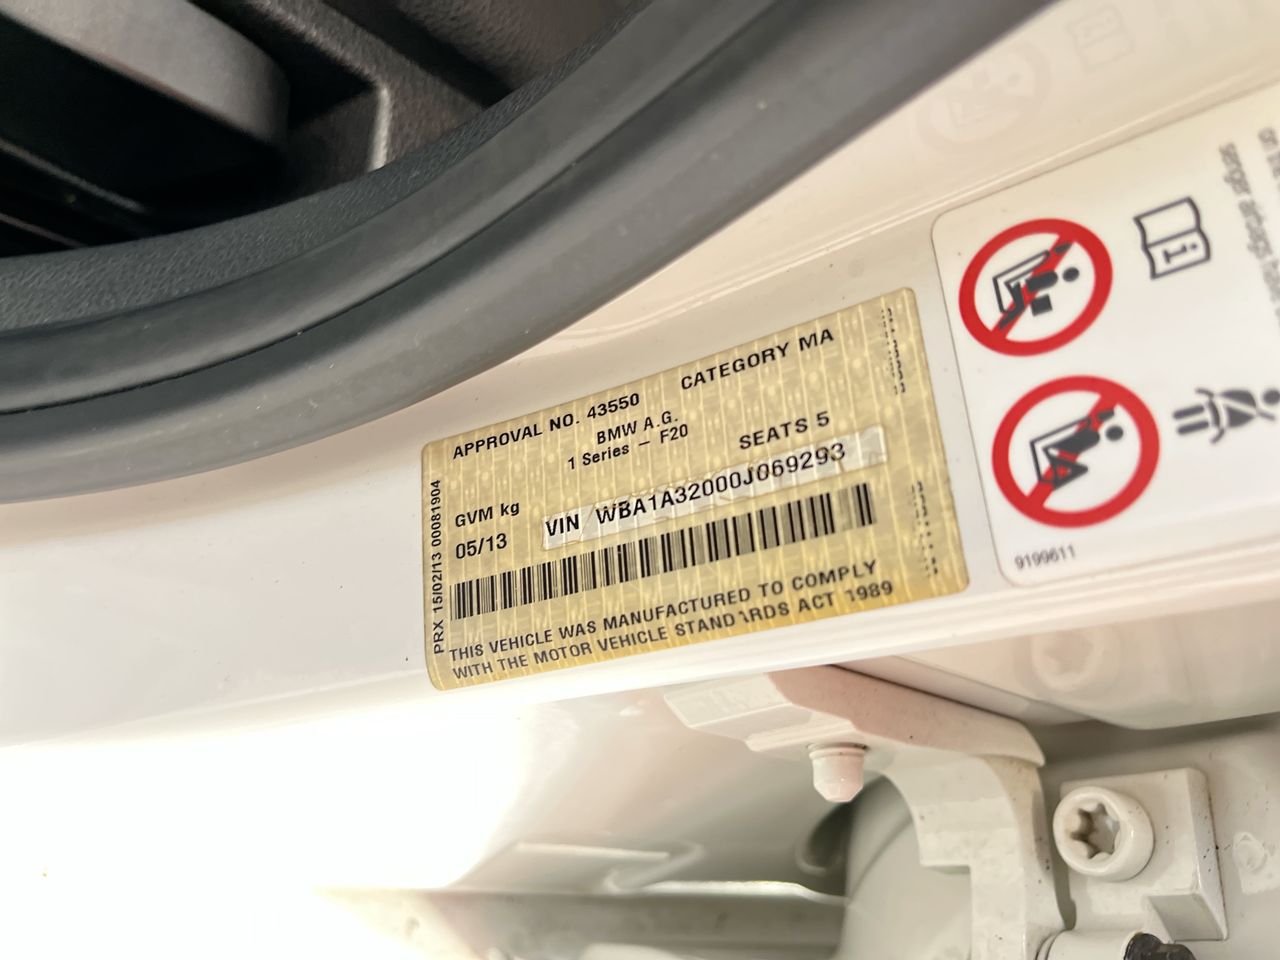 APPROVAL NO. 43550
CATEGORY MA
BMW A.G.
1 Series – F20
SEATS 5
GVM kg
05/13
VIN WBA1A32000J069293
PRX 15/02/13 00081904
THIS VEHICLE WAS MANUFACTURED TO COMPLY
WITH THE MOTOR VEHICLE STANDARDS ACT 1989
9199611